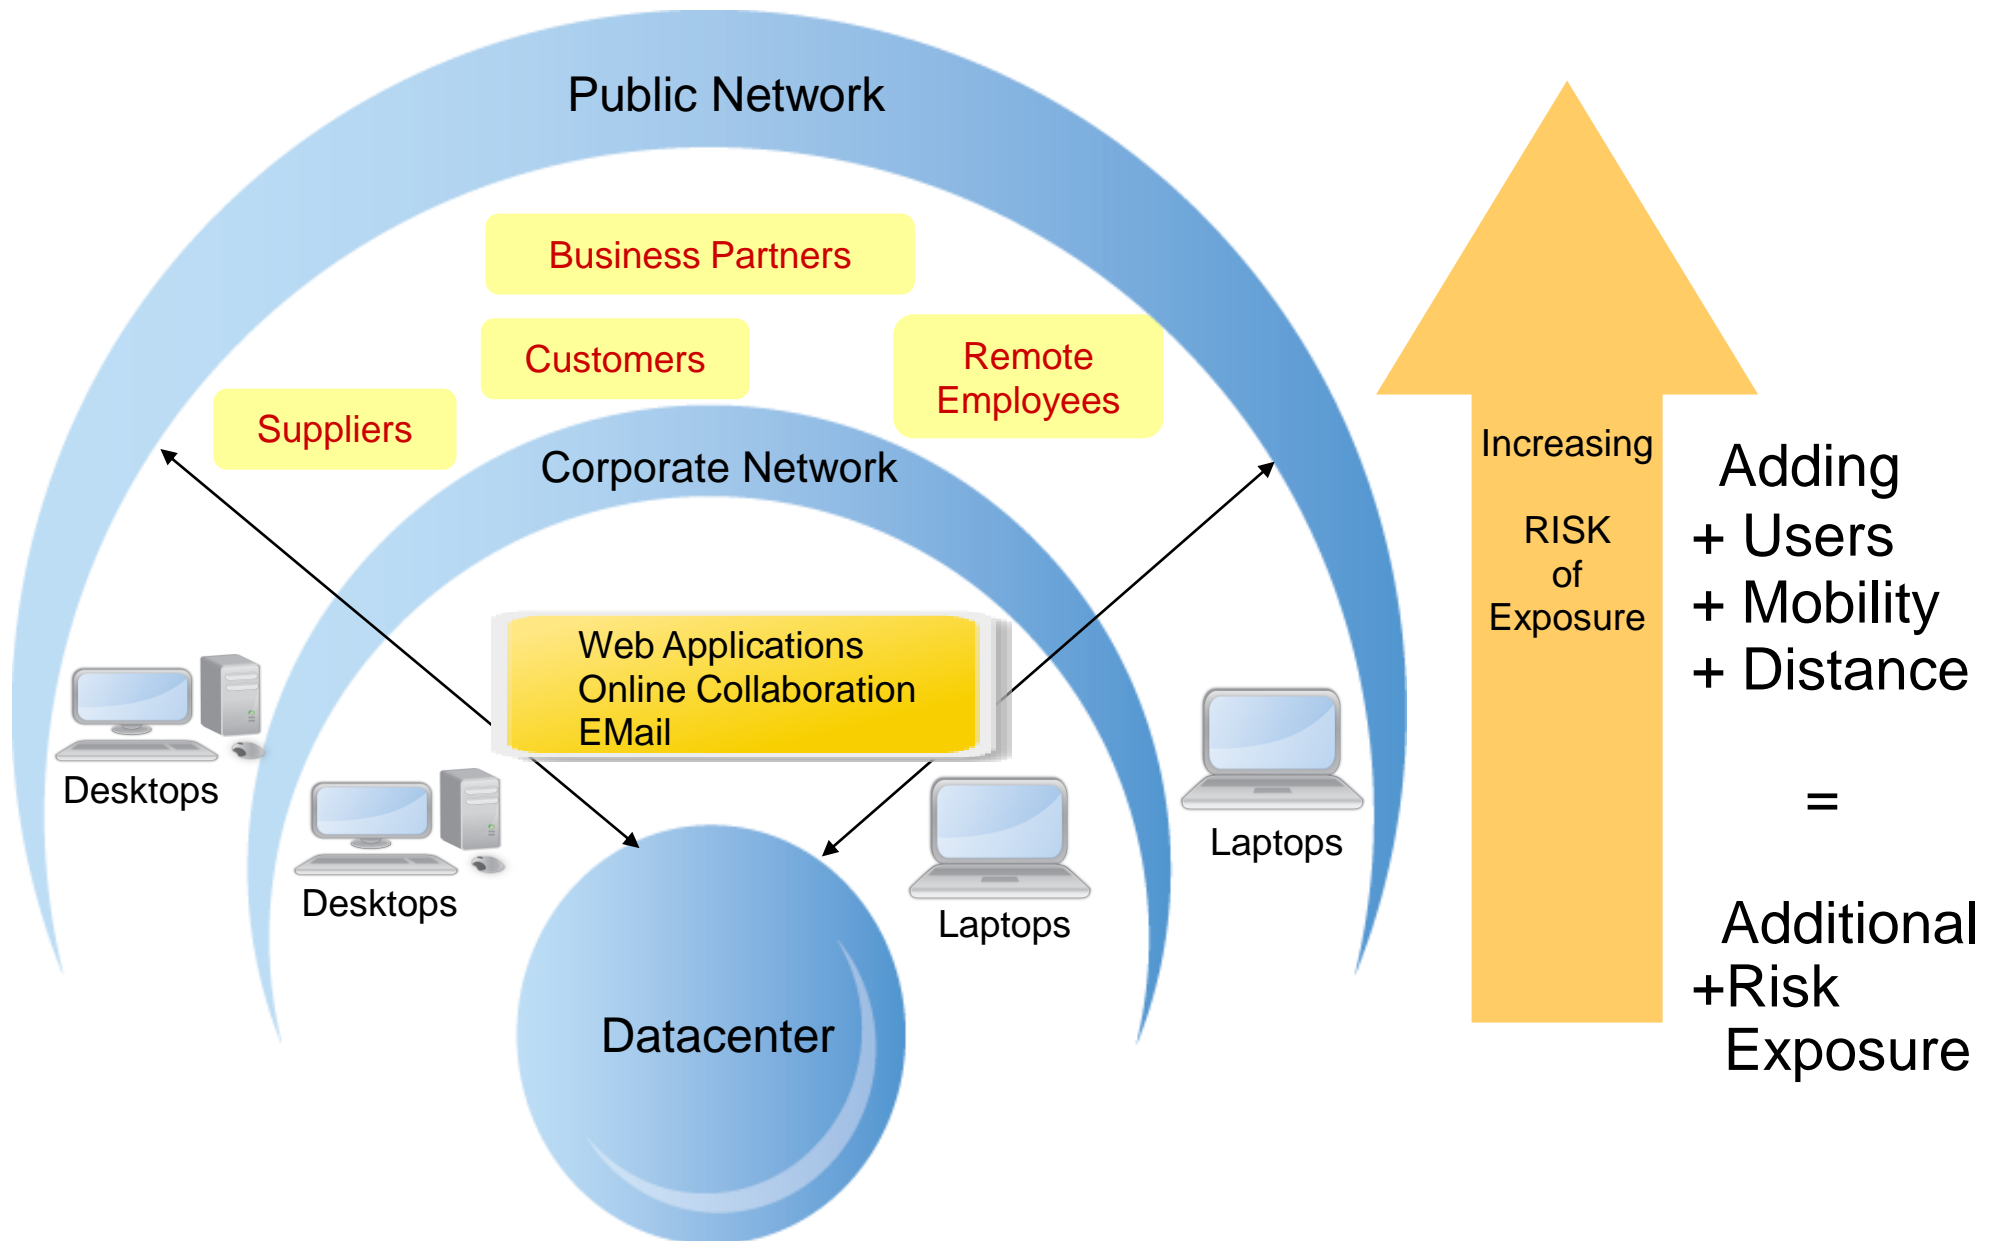 Public Network
Business Partners
Customers
Remote
Employees
Suppliers
Corporate Network
Web Applications
Online Collaboration
EMail
Desktops
Desktops
Laptops
Laptops
Datacenter
Increasing
RISK
of
Exposure
Adding
+ Users
+ Mobility
+ Distance
=
Additional
+Risk
Exposure